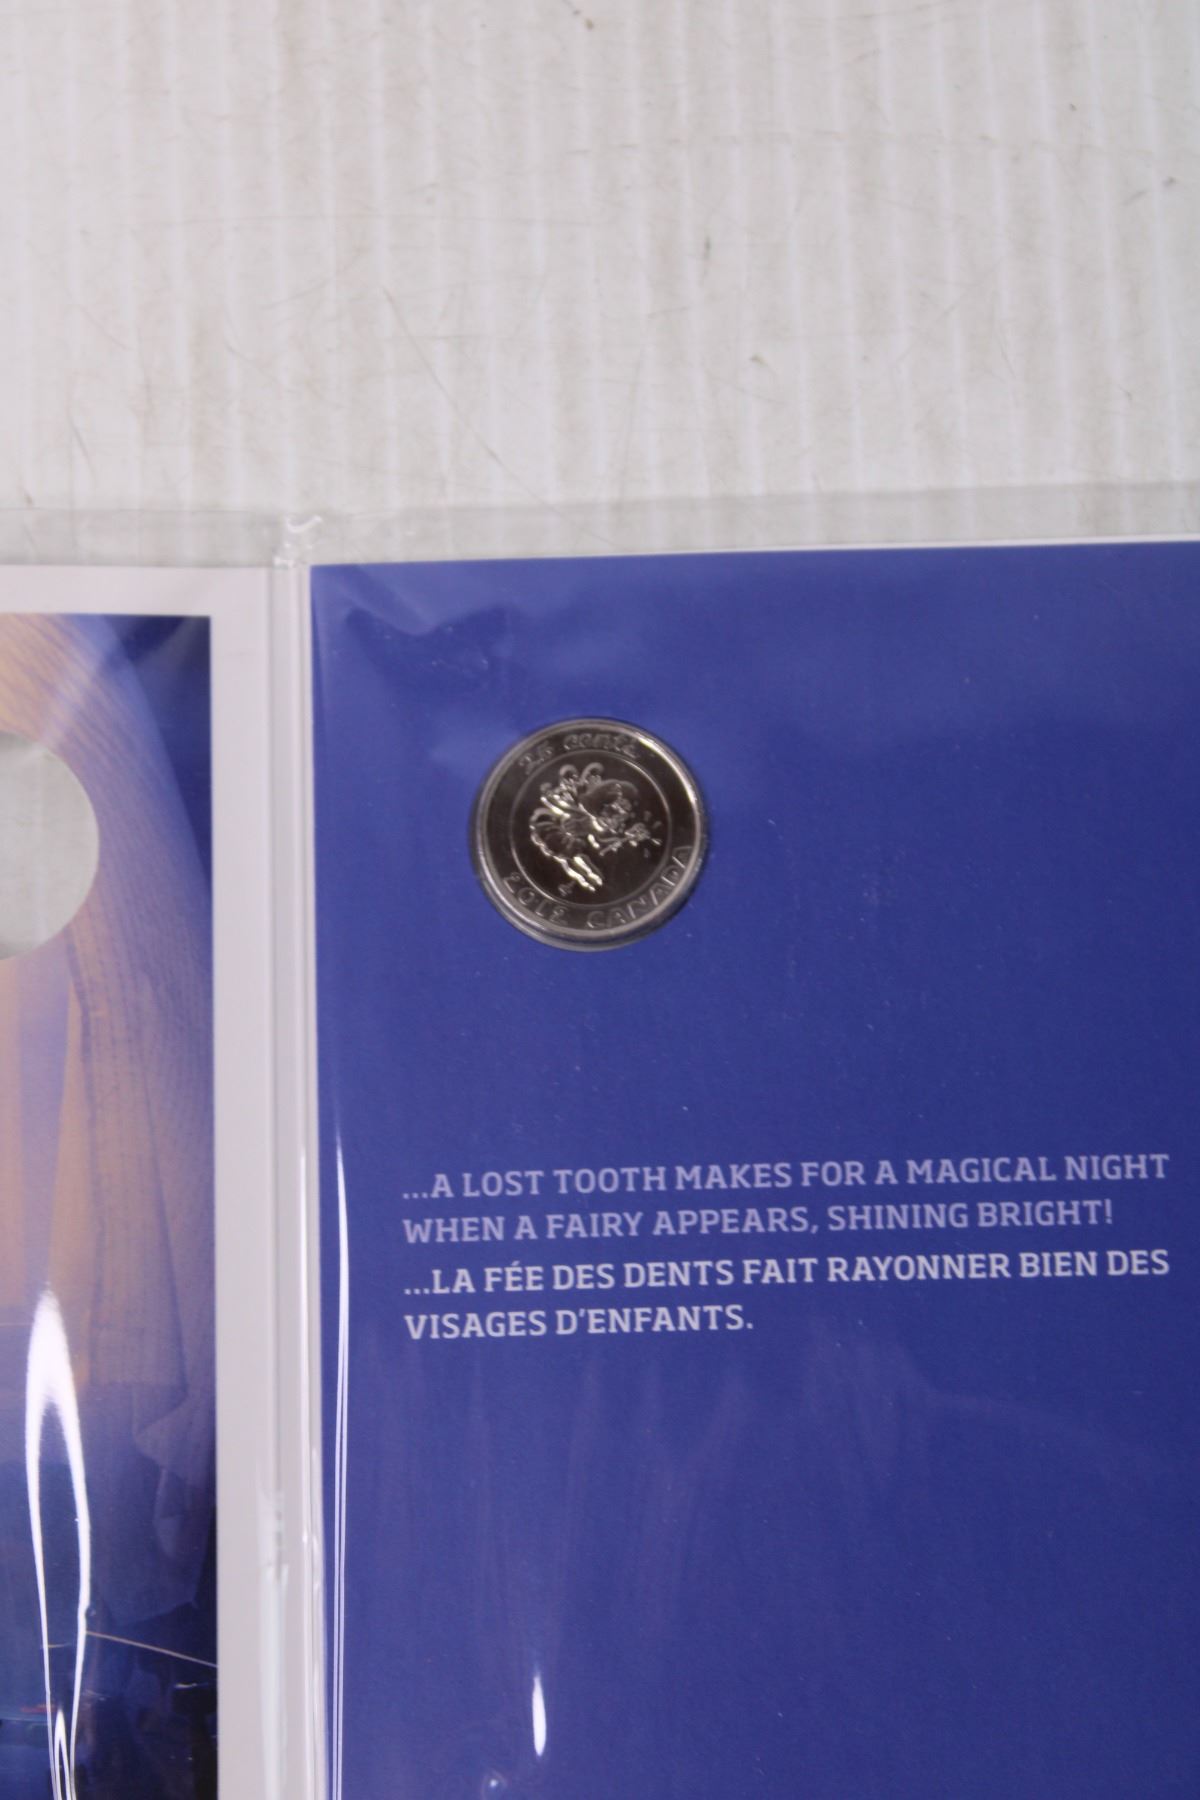 25 cents
2012 CANADA
...A LOST TOOTH MAKES FOR A MAGICAL NIGHT
WHEN A FAIRY APPEARS, SHINING BRIGHT!
...LA FÉE DES DENTS FAIT RAYONNER BIEN DES
VISAGES D'ENFANTS.